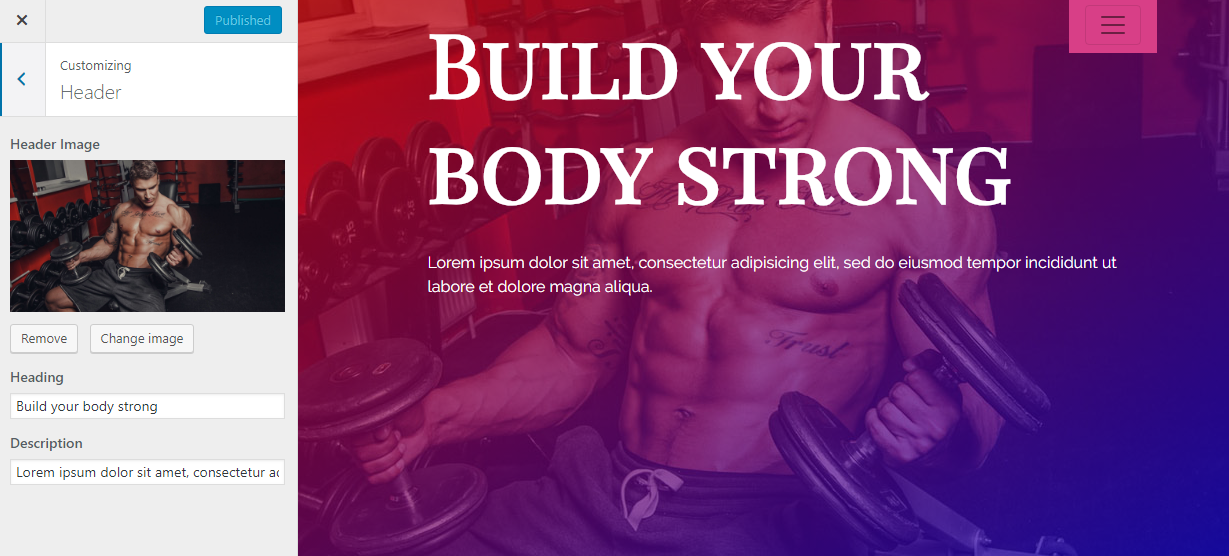 Published
Customizing
Header
Header Image
Remove
Change image
Heading
Build your body strong
Description
Lorem ipsum dolor sit amet, consectetur ac
Build your
body strong
Lorem ipsum dolor sit amet, consectetur adipisicing elit, sed do eiusmod tempor incididunt ut
labore et dolore magna aliqua.
Trust